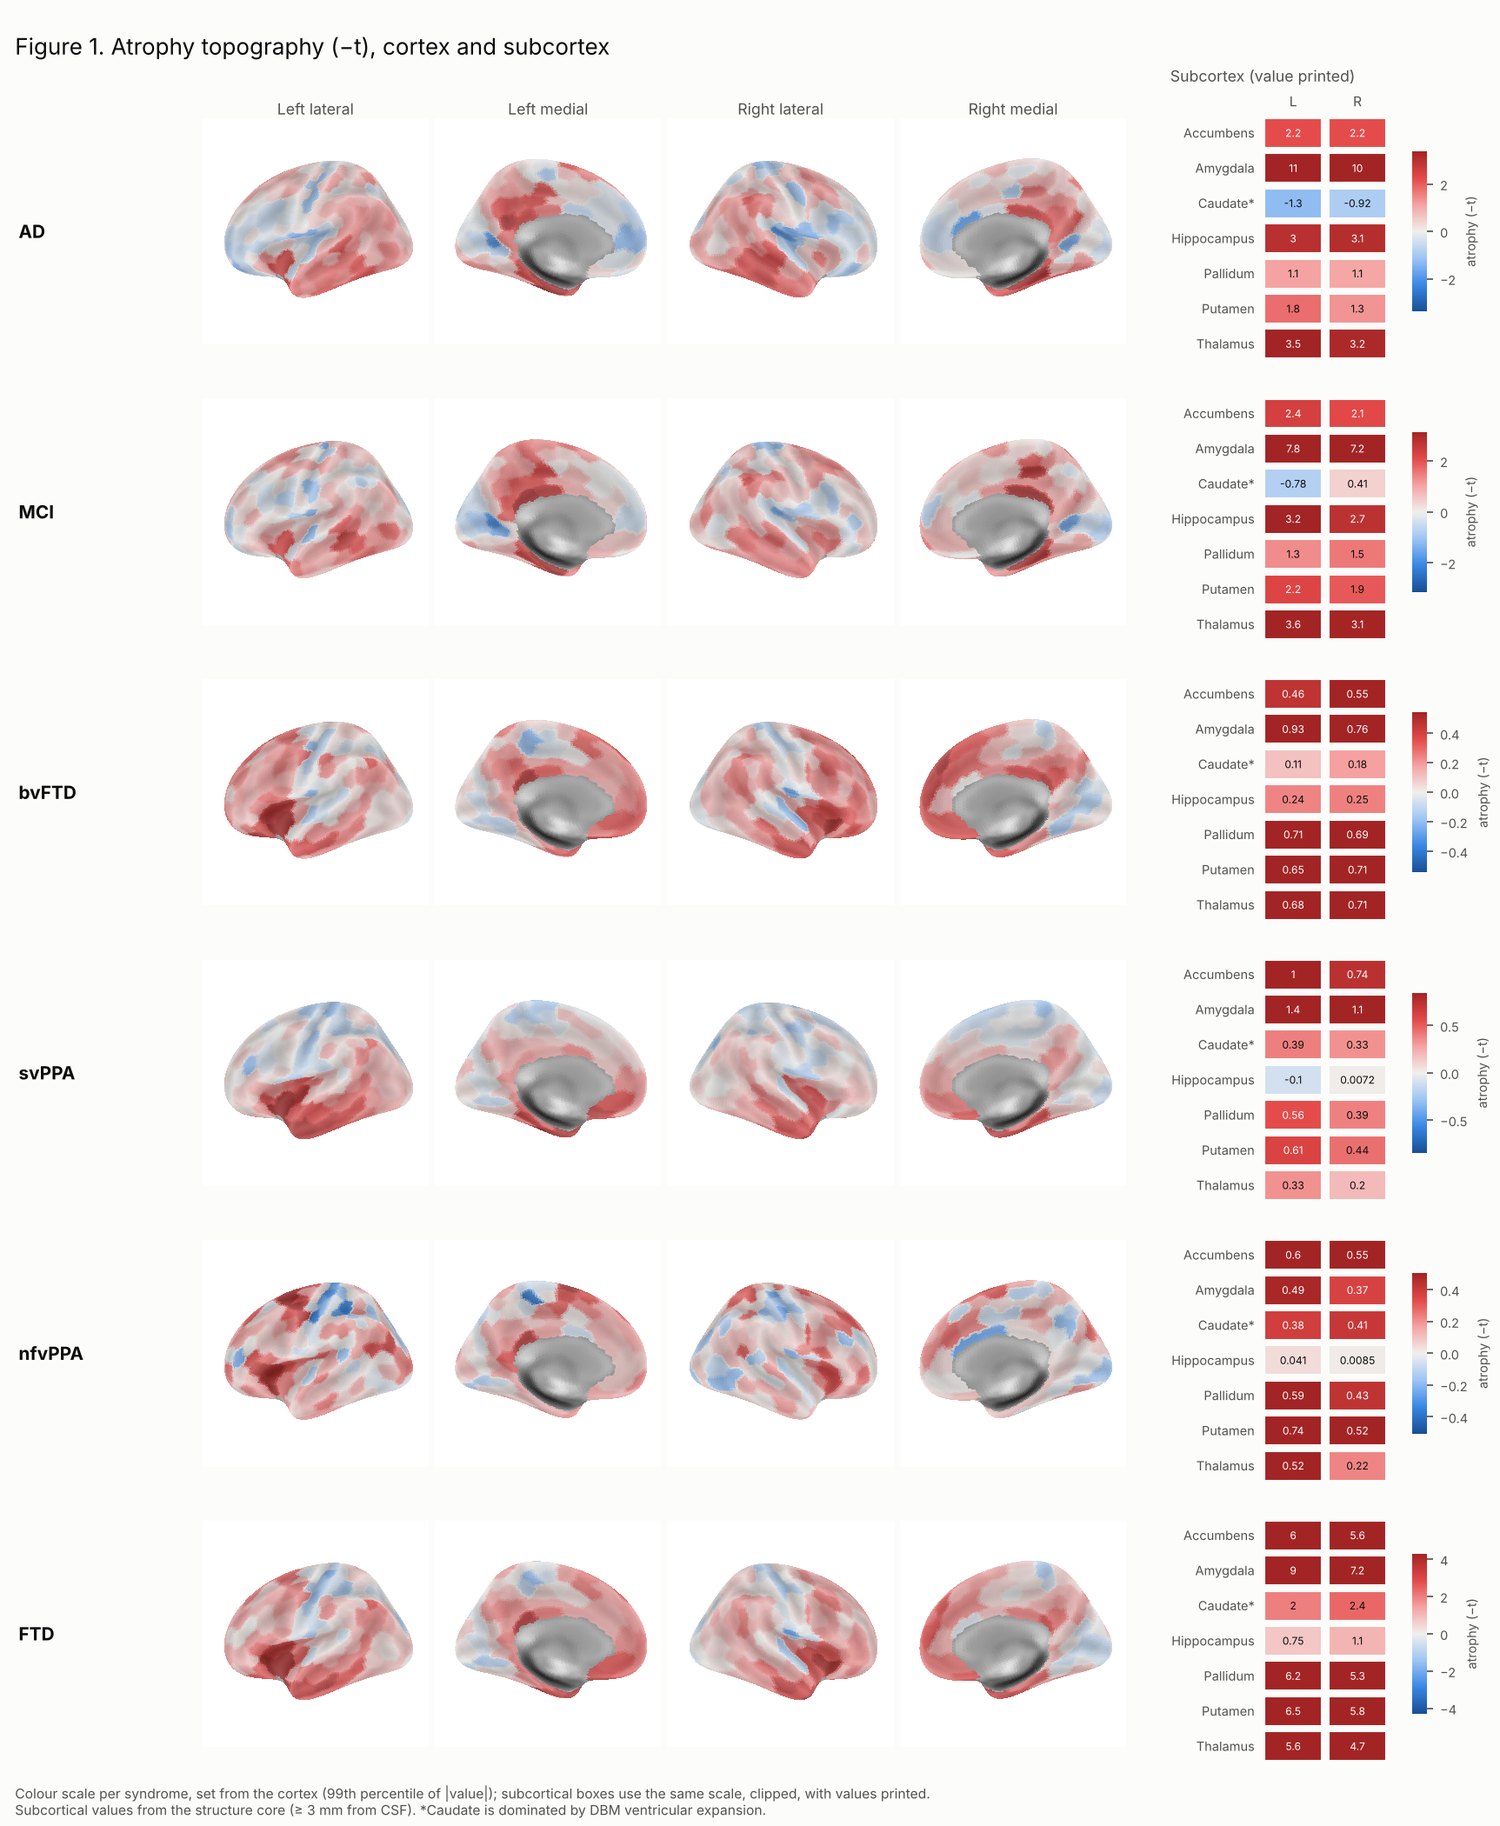 Figure 1. Atrophy topography (−t), cortex and subcortex
Subcortex (value printed)
Left lateral Left medial Right lateral Right medial L R
AD
Accumbens 2.2 2.2
Amygdala 11 10
Caudate* -1.3 -0.92
Hippocampus 3 3.1
Pallidum 1.1 1.1
Putamen 1.8 1.3
Thalamus 3.5 3.2
2
0
−2
atrophy (−t)
MCI
Accumbens 2.4 2.1
Amygdala 7.8 7.2
Caudate* -0.78 0.41
Hippocampus 3.2 2.7
Pallidum 1.3 1.5
Putamen 2.2 1.9
Thalamus 3.6 3.1
2
0
−2
atrophy (−t)
bvFTD
Accumbens 0.46 0.55
Amygdala 0.93 0.76
Caudate* 0.11 0.18
Hippocampus 0.24 0.25
Pallidum 0.71 0.69
Putamen 0.65 0.71
Thalamus 0.68 0.71
0.4
0.2
0.0
−0.2
−0.4
atrophy (−t)
svPPA
Accumbens 1 0.74
Amygdala 1.4 1.1
Caudate* 0.39 0.33
Hippocampus -0.1 0.0072
Pallidum 0.56 0.39
Putamen 0.61 0.44
Thalamus 0.33 0.2
0.5
0.0
−0.5
atrophy (−t)
nfvPPA
Accumbens 0.6 0.55
Amygdala 0.49 0.37
Caudate* 0.38 0.41
Hippocampus 0.041 0.0085
Pallidum 0.59 0.43
Putamen 0.74 0.52
Thalamus 0.52 0.22
0.4
0.2
0.0
−0.2
−0.4
atrophy (−t)
FTD
Accumbens 6 5.6
Amygdala 9 7.2
Caudate* 2 2.4
Hippocampus 0.75 1.1
Pallidum 6.2 5.3
Putamen 6.5 5.8
Thalamus 5.6 4.7
4
2
0
−2
−4
atrophy (−t)
Colour scale per syndrome, set from the cortex (99th percentile of |value|); subcortical boxes use the same scale, clipped, with values printed.
Subcortical values from the structure core (≥ 3 mm from CSF). *Caudate is dominated by DBM ventricular expansion.